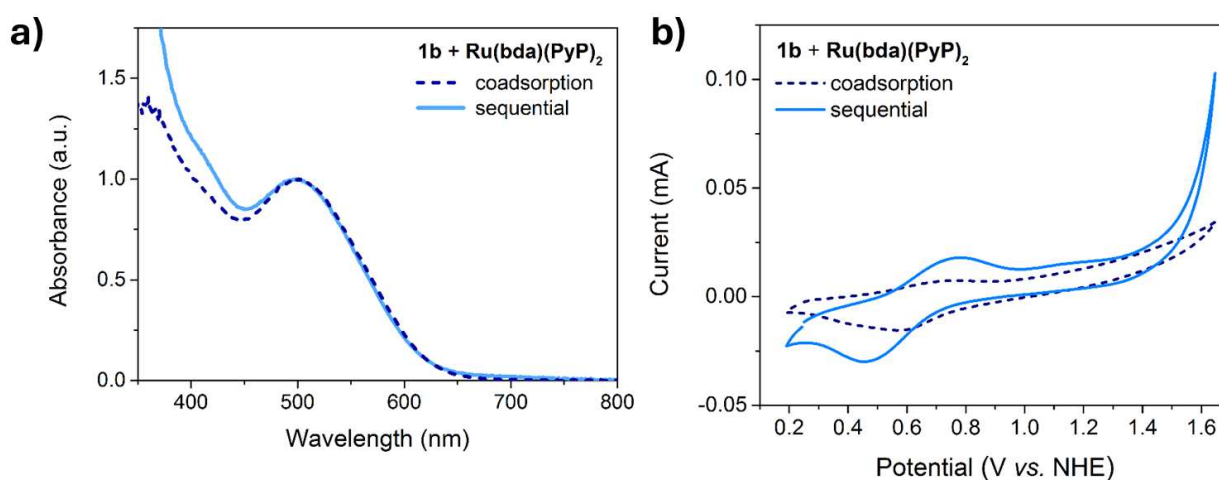 a)
1b + Ru(bda)(PyP)₂
coadsorption
sequential
1.5
1.0
0.5
0.0
Absorbance (a.u.)
400 500 600 700 800
Wavelength (nm)
b)
1b + Ru(bda)(PyP)₂
coadsorption
sequential
0.10
0.05
0.00
-0.05
Current (mA)
0.2 0.4 0.6 0.8 1.0 1.2 1.4 1.6
Potential (V vs. NHE)